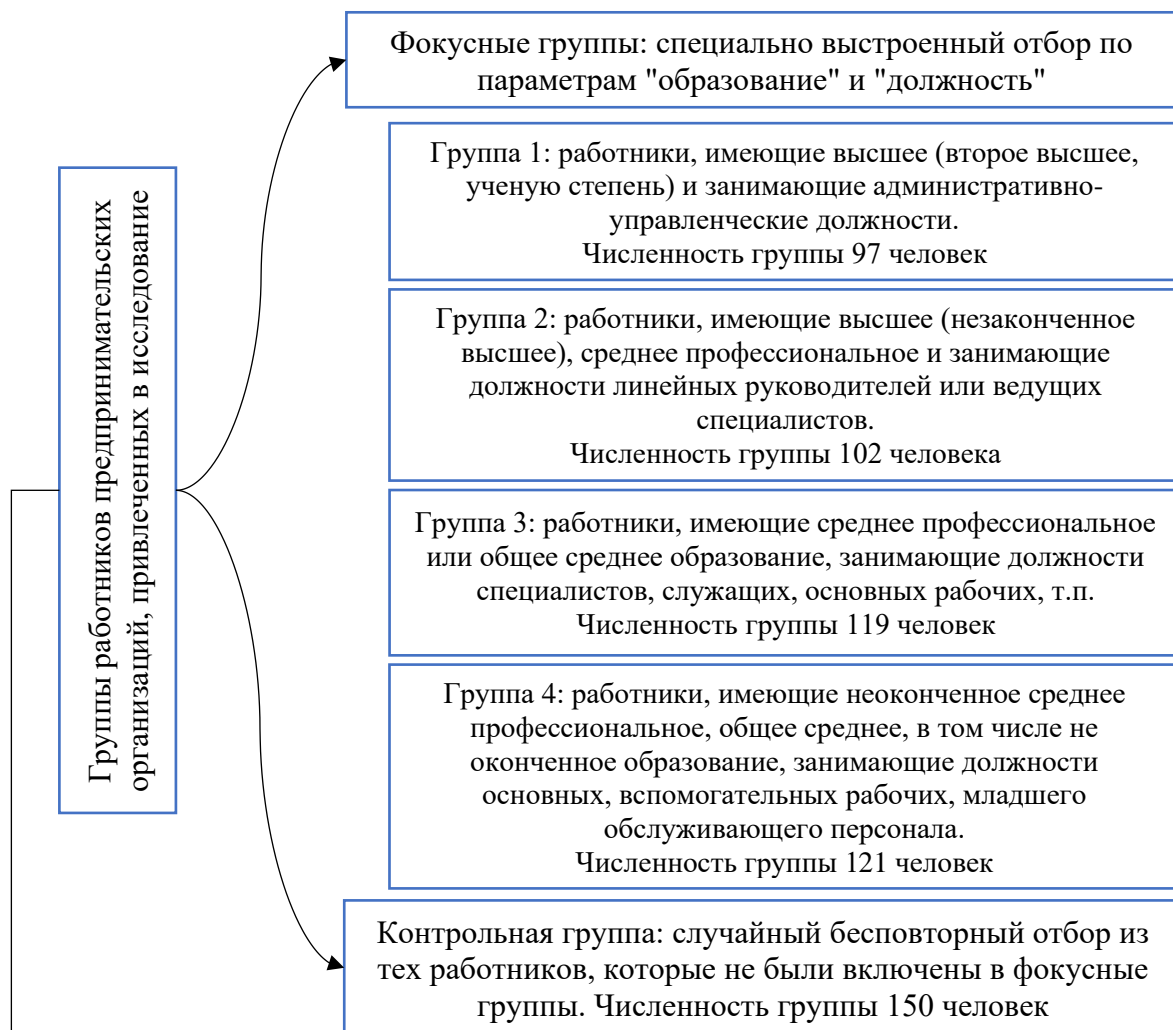 Группы работников предпринимательских
организаций, привлеченных в исследование
Фокусные группы: специально выстроенный отбор по
параметрам "образование" и "должность"
Группа 1: работники, имеющие высшее (второе высшее,
ученую степень) и занимающие административно-
управленческие должности.
Численность группы 97 человек
Группа 2: работники, имеющие высшее (незаконченное
высшее), среднее профессиональное и занимающие
должности линейных руководителей или ведущих
специалистов.
Численность группы 102 человека
Группа 3: работники, имеющие среднее профессиональное
или общее среднее образование, занимающие должности
специалистов, служащих, основных рабочих, т.п.
Численность группы 119 человек
Группа 4: работники, имеющие неоконченное среднее
профессиональное, общее среднее, в том числе не
оконченное образование, занимающие должности
основных, вспомогательных рабочих, младшего
обслуживающего персонала.
Численность группы 121 человек
Контрольная группа: случайный бесповторный отбор из
тех работников, которые не были включены в фокусные
группы. Численность группы 150 человек